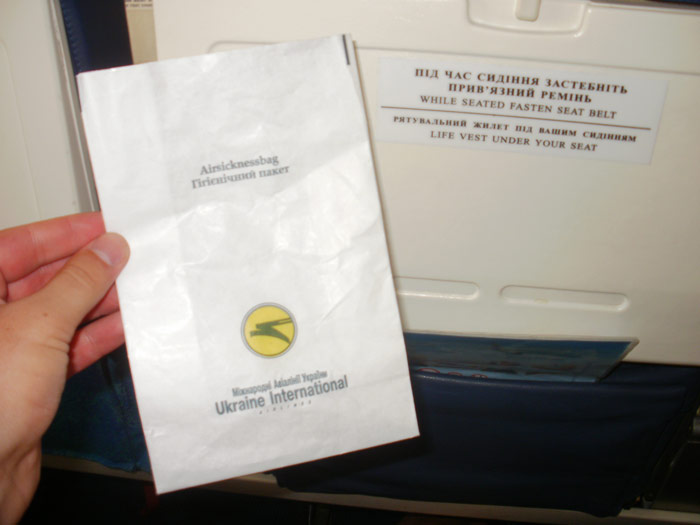 Airsicknessbag
Гігієнічний пакет
Міжнародні Авіалінії України
Ukraine International
AIRLINES
ПІД ЧАС СИДІННЯ ЗАСТЕБНІТЬ
ПРИВ'ЯЗНИЙ РЕМІНЬ
WHILE SEATED FASTEN SEAT BELT
РЯТУВАЛЬНИЙ ЖИЛЕТ ПІД ВАШИМ СИДІННЯМ
LIFE VEST UNDER YOUR SEAT